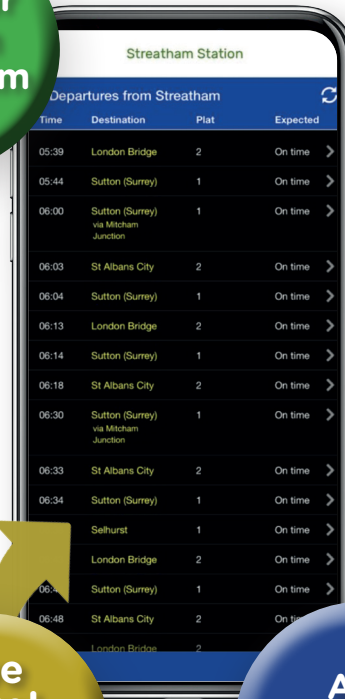 r
m
Streatham Station
Departures from Streatham
Time Destination Plat Expected
05:39 London Bridge 2 On time
05:44 Sutton (Surrey) 1 On time
06:00 Sutton (Surrey) 1 On time
via Mitcham
Junction
06:03 St Albans City 2 On time
06:04 Sutton (Surrey) 1 On time
06:13 London Bridge 2 On time
06:14 Sutton (Surrey) 1 On time
06:18 St Albans City 2 On time
06:30 Sutton (Surrey) 1 On time
via Mitcham
Junction
06:33 St Albans City 2 On time
06:34 Sutton (Surrey) 1 On time
Selhurst 1 On time
London Bridge 2 On time
Sutton (Surrey) 1 On time
06:48 St Albans City 2 On
London Bridge 2
e
A